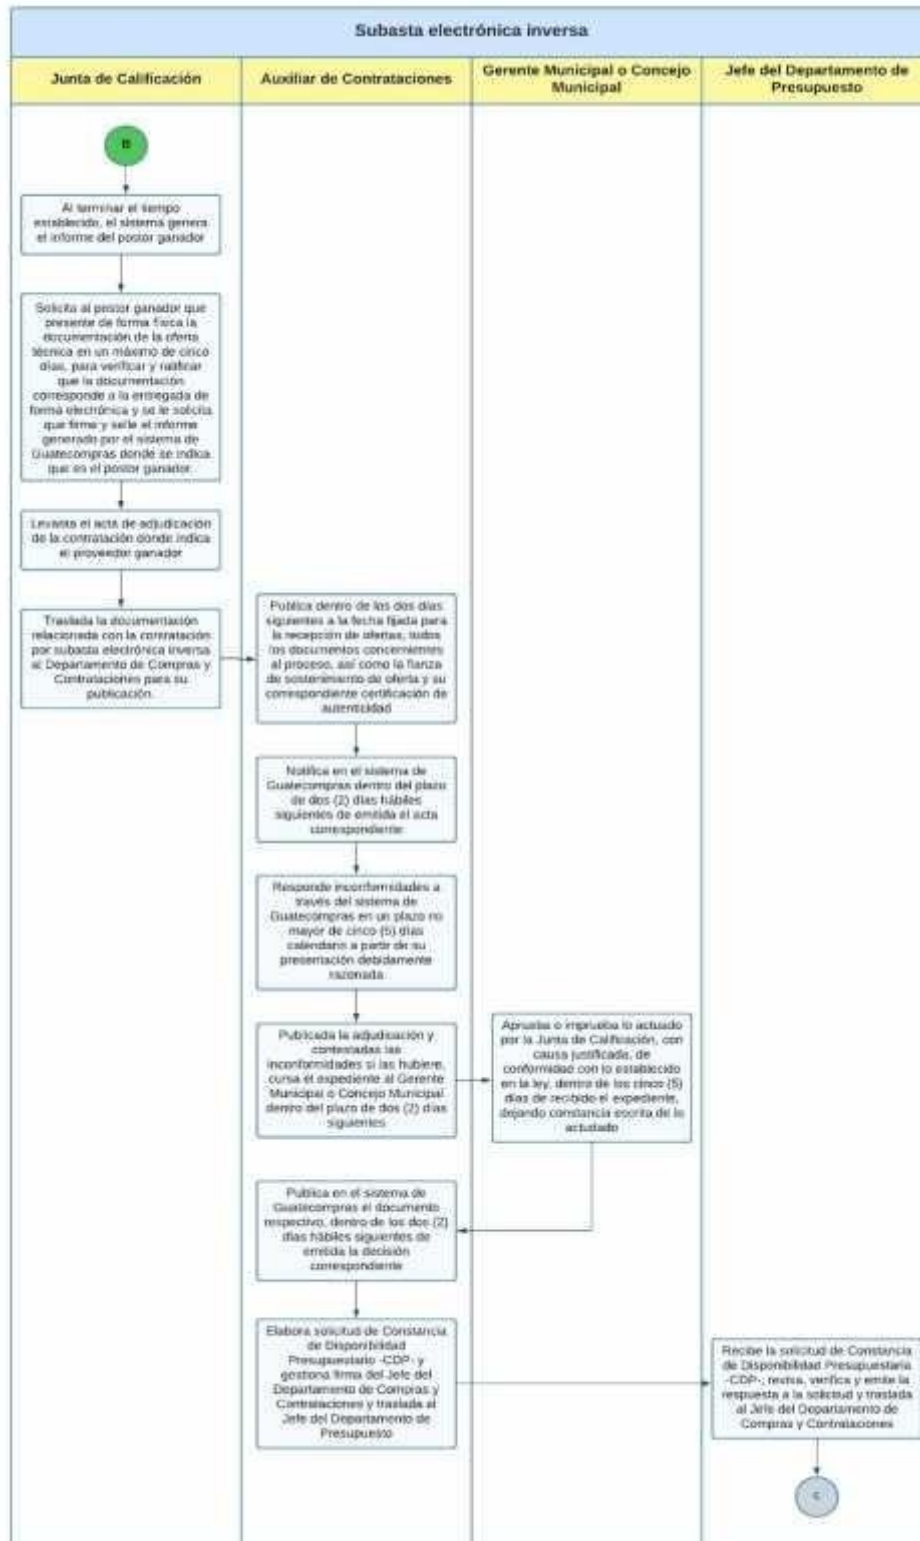 Subasta electrónica inversa
Junta de Calificación
Auxiliar de Contrataciones
Gerente Municipal o Concejo
Municipal
Jefe del Departamento de
Presupuesto
B
Al terminar el tiempo
establecido, el sistema genera
el informe del postor ganador
Solicita al postor ganador que
presente de forma física la
documentación de la oferta
técnica en un máximo de cinco
días, para verificar y ratificar
que la documentación
corresponde a la entregada de
forma electrónica y se le solicita
que firme y selle el informe
generado por el sistema de
Guatecompras donde se indica
que es el postor ganador.
Levanta el acta de adjudicación
de la contratación donde indica
el proveedor ganador
Traslada la documentación
relacionada con la contratación
por subasta electrónica inversa
al Departamento de Compras y
Contrataciones para su
publicación.
Publica dentro de los dos días
siguientes a la fecha fijada para
la recepción de ofertas, todos
los documentos concernientes
al proceso, así como la fianza
de sostenimiento de oferta y su
correspondiente certificación de
autenticidad
Notifica en el sistema de
Guatecompras dentro del plazo
de dos (2) días hábiles
siguientes de emitida el acta
correspondiente
Responde inconformidades a
través del sistema de
Guatecompras en un plazo no
mayor de cinco (5) días
calendario a partir de su
presentación debidamente
razonada
Publicada la adjudicación y
contestadas las
inconformidades si las hubiere,
cursa el expediente al Gerente
Municipal o Concejo Municipal
dentro del plazo de dos (2) días
siguientes
Aprueba o imprueba lo actuado
por la Junta de Calificación, con
causa justificada, de
conformidad con lo establecido
en la ley, dentro de los cinco (5)
días de recibido el expediente,
dejando constancia escrita de lo
actuado
Publica en el sistema de
Guatecompras el documento
respectivo, dentro de los dos (2)
días hábiles siguientes de
emitida la decisión
correspondiente
Elabora solicitud de Constancia
de Disponibilidad
Presupuestario -CDP- y
gestiona firma del Jefe del
Departamento de Compras y
Contrataciones y traslada al
Jefe del Departamento de
Presupuesto
Recibe la solicitud de Constancia
de Disponibilidad Presupuestaria
-CDP-; revisa, verifica y emite la
respuesta a la solicitud y traslada
al Jefe del Departamento de
Compras y Contrataciones
C